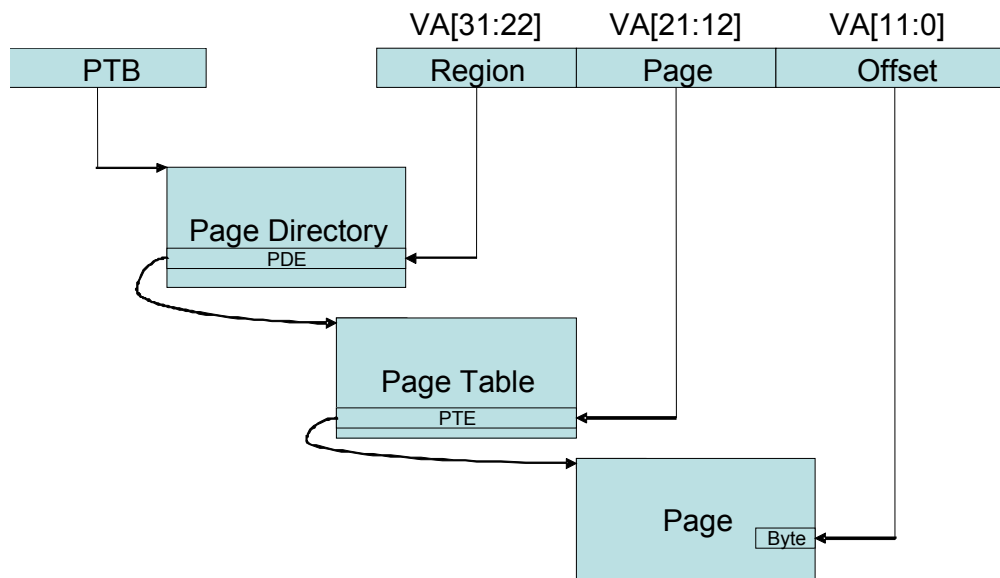 VA[31:22] VA[21:12] VA[11:0]
PTB Region Page Offset
Page Directory
PDE
Page Table
PTE
Page
Byte